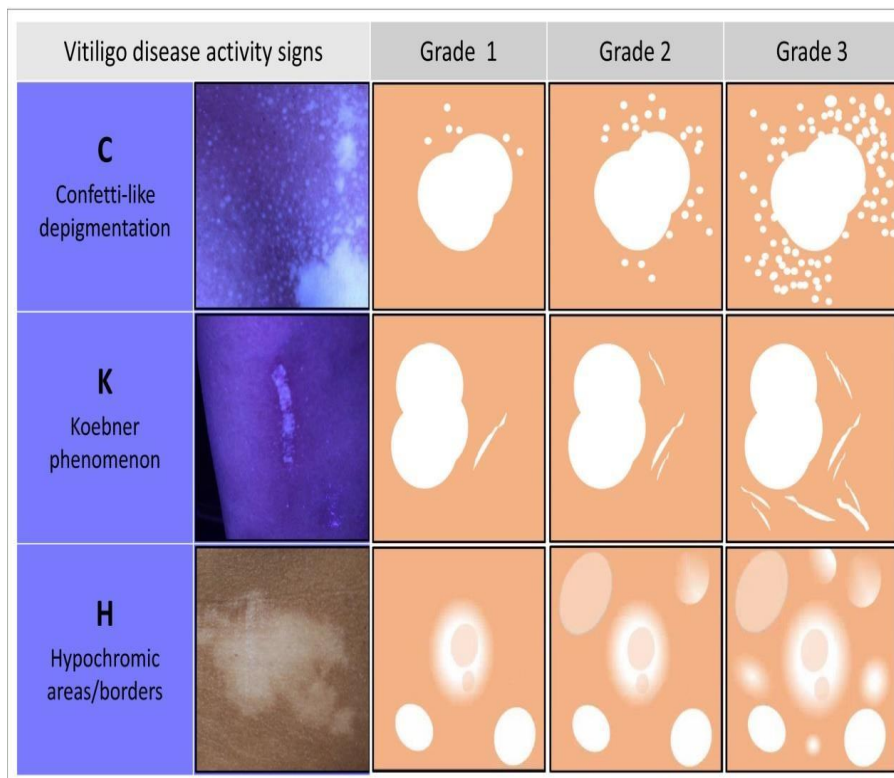 Vitiligo disease activity signs
Grade 1
Grade 2
Grade 3
C
Confetti-like
depigmentation
K
Koebner
phenomenon
H
Hypochromic
areas/borders